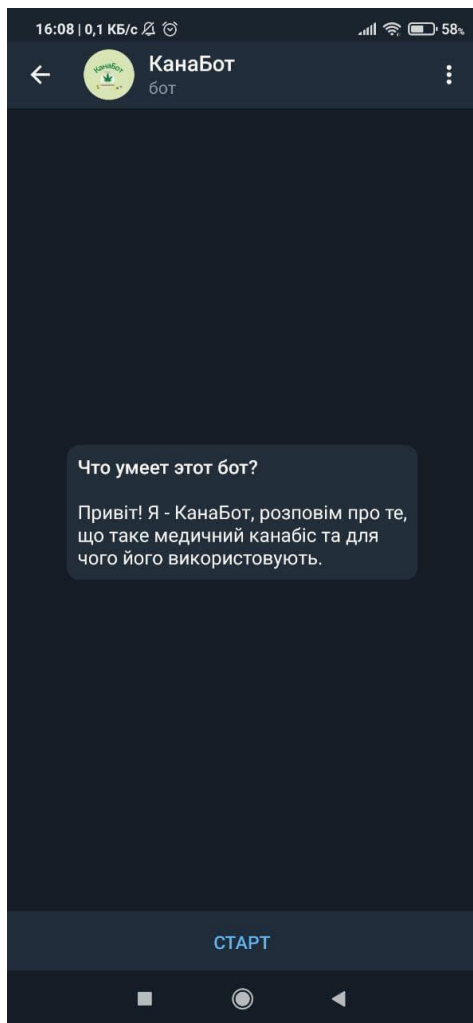 16:08 | 0,1 КБ/с 58%
КанаБот
КанаБот
бот
Что умеет этот бот?
Привіт! Я - КанаБот, розповім про те,
що таке медичний канабіс та для
чого його використовують.
СТАРТ